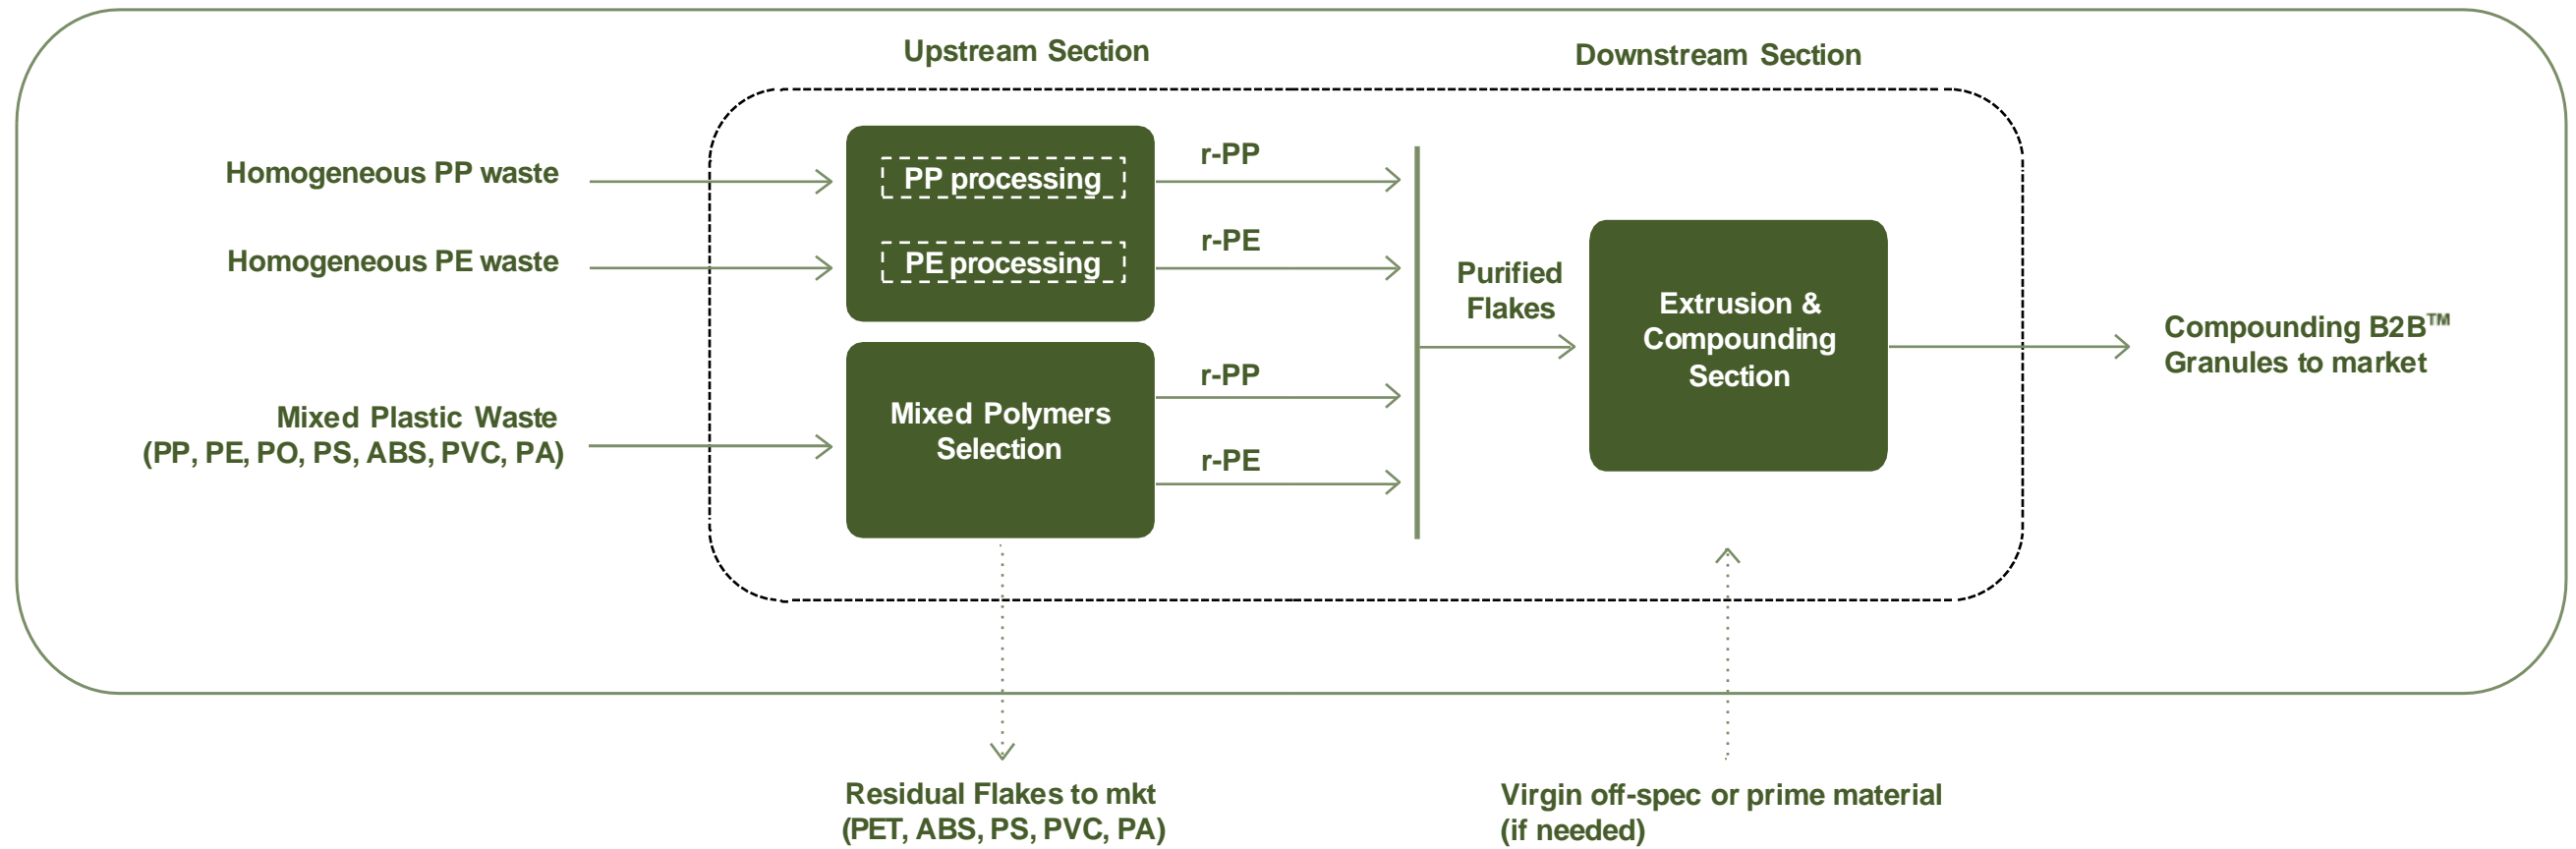 Upstream Section
Downstream Section
Homogeneous PP waste
PP processing
r-PP
Homogeneous PE waste
PE processing
r-PE
Purified
Flakes
Extrusion &
Compounding
Section
Compounding B2B™
Granules to market
Mixed Plastic Waste
(PP, PE, PO, PS, ABS, PVC, PA)
Mixed Polymers
Selection
r-PP
r-PE
Residual Flakes to mkt
(PET, ABS, PS, PVC, PA)
Virgin off-spec or prime material
(if needed)